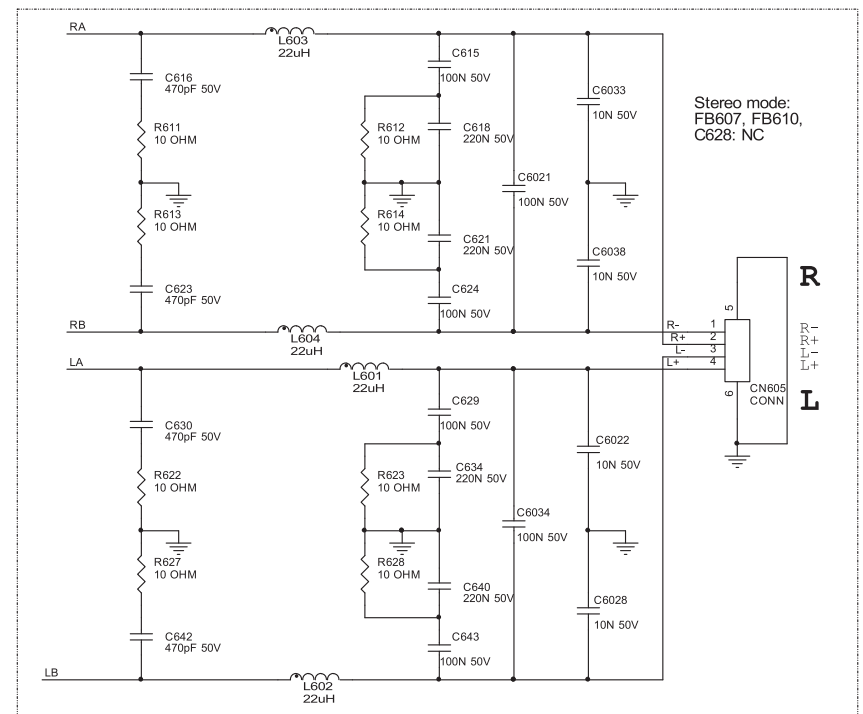 RA
L603
22uH
C616
470pF 50V
R611
10 OHM
R613
10 OHM
C623
470pF 50V
C615
100N 50V
R612
10 OHM
C618
220N 50V
R614
10 OHM
C621
220N 50V
C624
100N 50V
C6021
100N 50V
C6033
10N 50V
C6038
10N 50V
Stereo mode:
FB607, FB610,
C628: NC
RB
L604
22uH
R-
R+
L-
L+
1
2
3
4
5
6
CN605
CONN
R
R-
R+
L-
L+
L
LA
L601
22uH
C630
470pF 50V
R622
10 OHM
R627
10 OHM
C642
470pF 50V
C629
100N 50V
R623
10 OHM
C634
220N 50V
R628
10 OHM
C640
220N 50V
C643
100N 50V
C6034
100N 50V
C6022
10N 50V
C6028
10N 50V
LB
L602
22uH